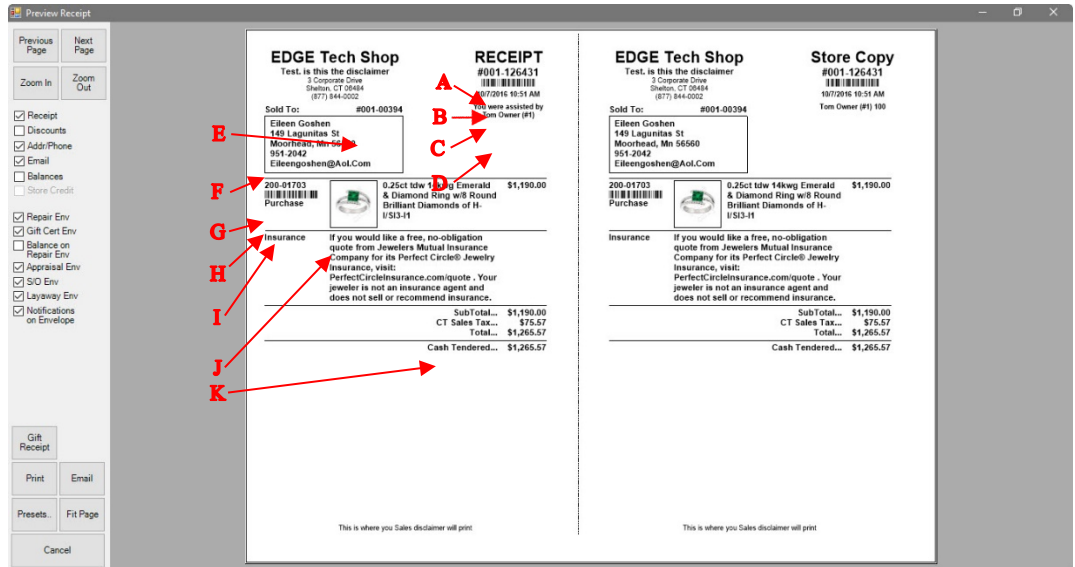 Preview Receipt
Previous Page
Next Page
Zoom In
Zoom Out
Receipt
Discounts
Addr/Phone
Email
Balances
Store Credit
Repair Env
Gift Cert Env
Balance on
Repair Env
Appraisal Env
S/O Env
Layaway Env
Notifications
on Envelope
Gift
Receipt
Print
Email
Presets..
Fit Page
Cancel
EDGE Tech Shop
RECEIPT
Test. is this the disclaimer
#001-126431
3 Corporate Drive
Shelton, CT 06484
(877) 844-0002
10/7/2016 10:51 AM
You were assisted by
Tom Owner (#1)
Sold To:
#001-00394
Eileen Goshen
149 Lagunitas St
Moorhead, Mn 56560
951-2042
Eileengoshen@Aol.Com
200-01703
Purchase
0.25ct tdw 14kwg Emerald
& Diamond Ring w/8 Round
Brilliant Diamonds of H-
I/SI3-I1
$1,190.00
Insurance
If you would like a free, no-obligation
quote from Jewelers Mutual Insurance
Company for its Perfect Circle® Jewelry
Insurance, visit:
PerfectCircleInsurance.com/quote . Your
jeweler is not an insurance agent and
does not sell or recommend insurance.
SubTotal... $1,190.00
CT Sales Tax... $75.57
Total... $1,265.57
Cash Tendered... $1,265.57
This is where you Sales disclaimer will print
A
B
C
D
E
F
G
H
I
J
K
EDGE Tech Shop
Store Copy
Test. is this the disclaimer
#001-126431
3 Corporate Drive
Shelton, CT 06484
(877) 844-0002
10/7/2016 10:51 AM
Tom Owner (#1) 100
Sold To:
#001-00394
Eileen Goshen
149 Lagunitas St
Moorhead, Mn 56560
951-2042
Eileengoshen@Aol.Com
200-01703
Purchase
0.25ct tdw 14kwg Emerald
& Diamond Ring w/8 Round
Brilliant Diamonds of H-
I/SI3-I1
$1,190.00
Insurance
If you would like a free, no-obligation
quote from Jewelers Mutual Insurance
Company for its Perfect Circle® Jewelry
Insurance, visit:
PerfectCircleInsurance.com/quote . Your
jeweler is not an insurance agent and
does not sell or recommend insurance.
SubTotal... $1,190.00
CT Sales Tax... $75.57
Total... $1,265.57
Cash Tendered... $1,265.57
This is where you Sales disclaimer will print